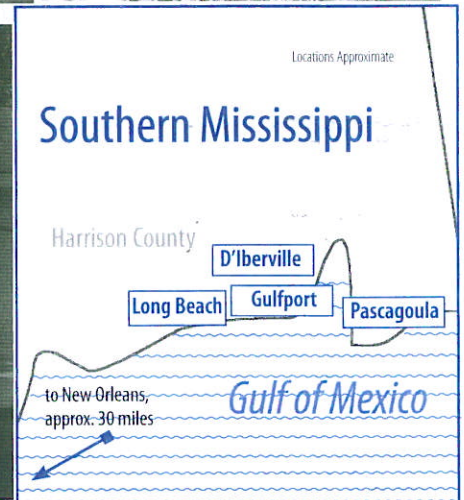 Locations Approximate
Southern Mississippi
Harrison County
D'Iberville
Long Beach
Gulfport
Pascagoula
to New Orleans,
approx. 30 miles
Gulf of Mexico